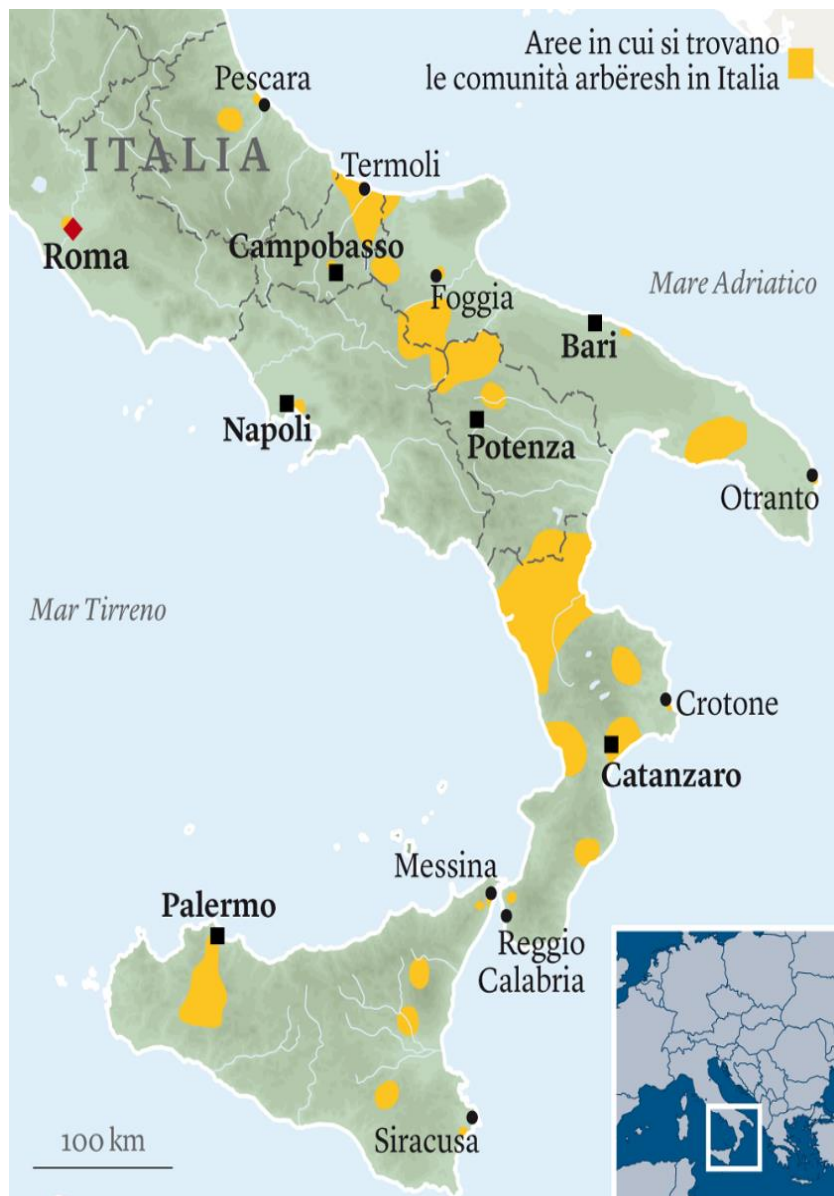 Aree in cui si trovano
le comunità arbëresh in Italia
Pescara
ITALIA
Termoli
Roma
Campobasso
Foggia
Mare Adriatico
Bari
Napoli
Potenza
Otranto
Mar Tirreno
Crotone
Catanzaro
Messina
Palermo
Reggio
Calabria
Siracusa
100 km